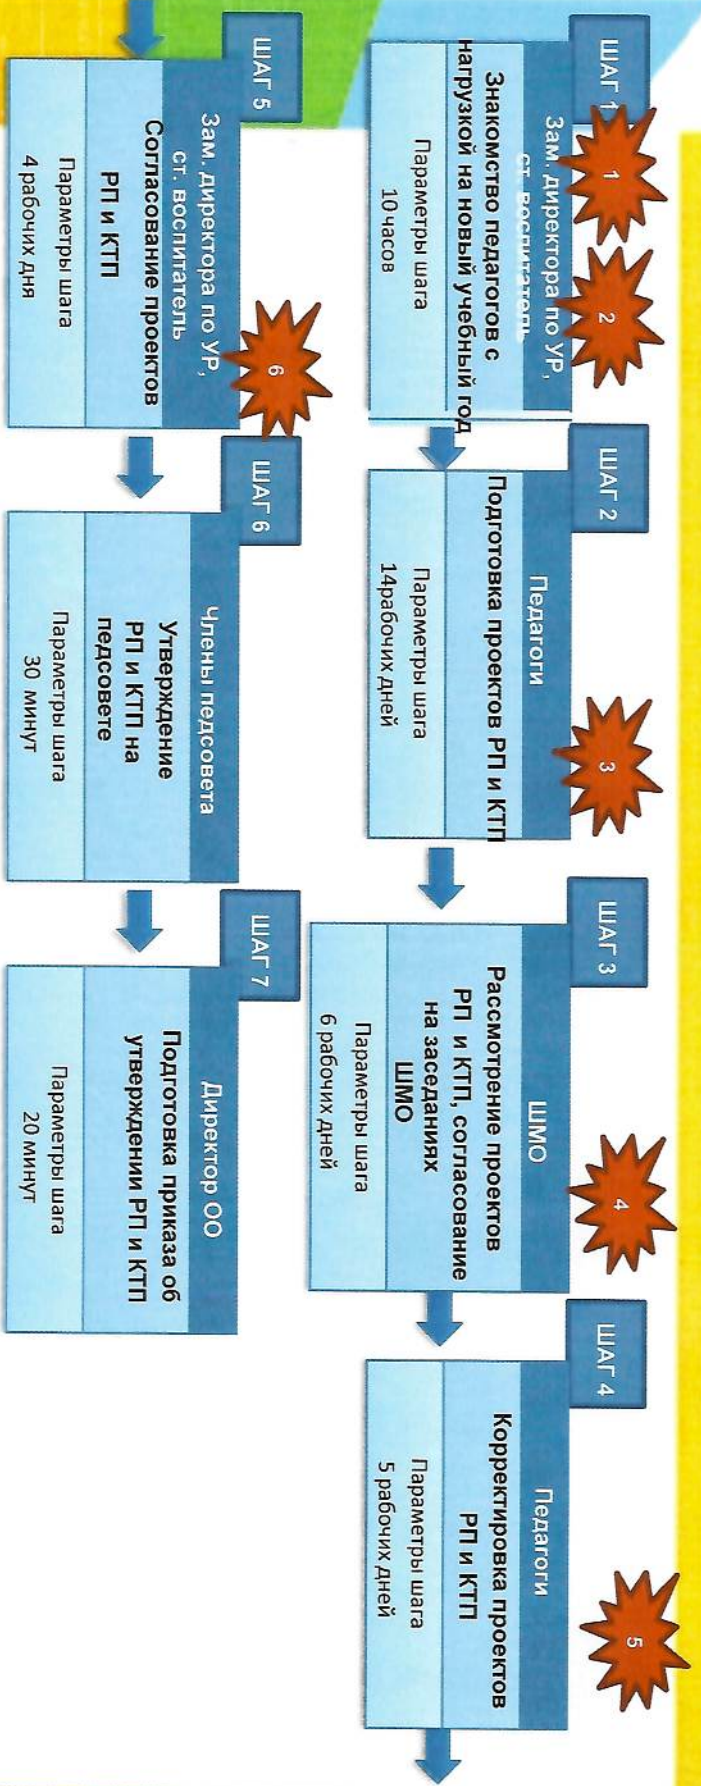 ШАГ 1
1
2
Зам. директора по УР,
ст. воспитатель
Знакомство педагогов с
нагрузкой на новый учебный год
Параметры шага
10 часов
ШАГ 2
3
Педагоги
Подготовка проектов РП и КТП
Параметры шага
14рабочих дней
ШАГ 3
4
ШМО
Рассмотрение проектов
РП и КТП, согласование
на заседаниях
ШМО
Параметры шага
6 рабочих дней
ШАГ 4
5
Педагоги
Корректировка проектов
РП и КТП
Параметры шага
5 рабочих дней
ШАГ 5
6
Зам. директора по УР,
ст. воспитатель
Согласование проектов
РП и КТП
Параметры шага
4 рабочих дня
ШАГ 6
Члены педсовета
Утверждение
РП и КТП на
педсовете
Параметры шага
30 минут
ШАГ 7
Директор ОО
Подготовка приказа об
утверждении РП и КТП
Параметры шага
20 минут